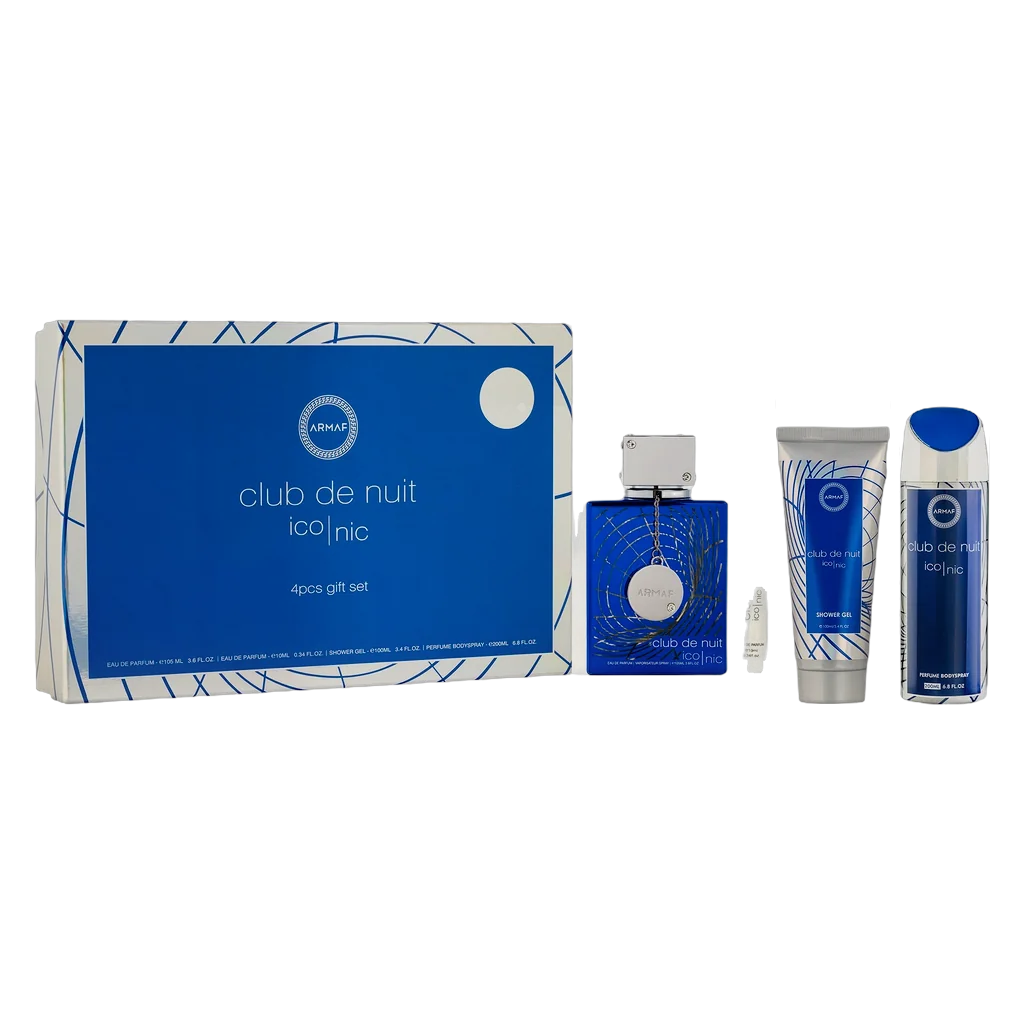 ARMAF
club de nuit
ico|nic
4pcs gift set
EAU DE PARFUM - ℮105 ML 3.6 FL.OZ. | EAU DE PARFUM - ℮10ML 0.34 FL.OZ. | SHOWER GEL - ℮100ML 3.4 FL.OZ. | PERFUME BODYSPRAY - ℮200ML 6.8 FL.OZ.
ARMAF
club de nuit
ico|nic
ico|nic
ARMAF
club de nuit
ico|nic
SHOWER GEL
ARMAF
club de nuit
ico|nic
PERFUME BODYSPRAY
200ML 6.8 FL.OZ